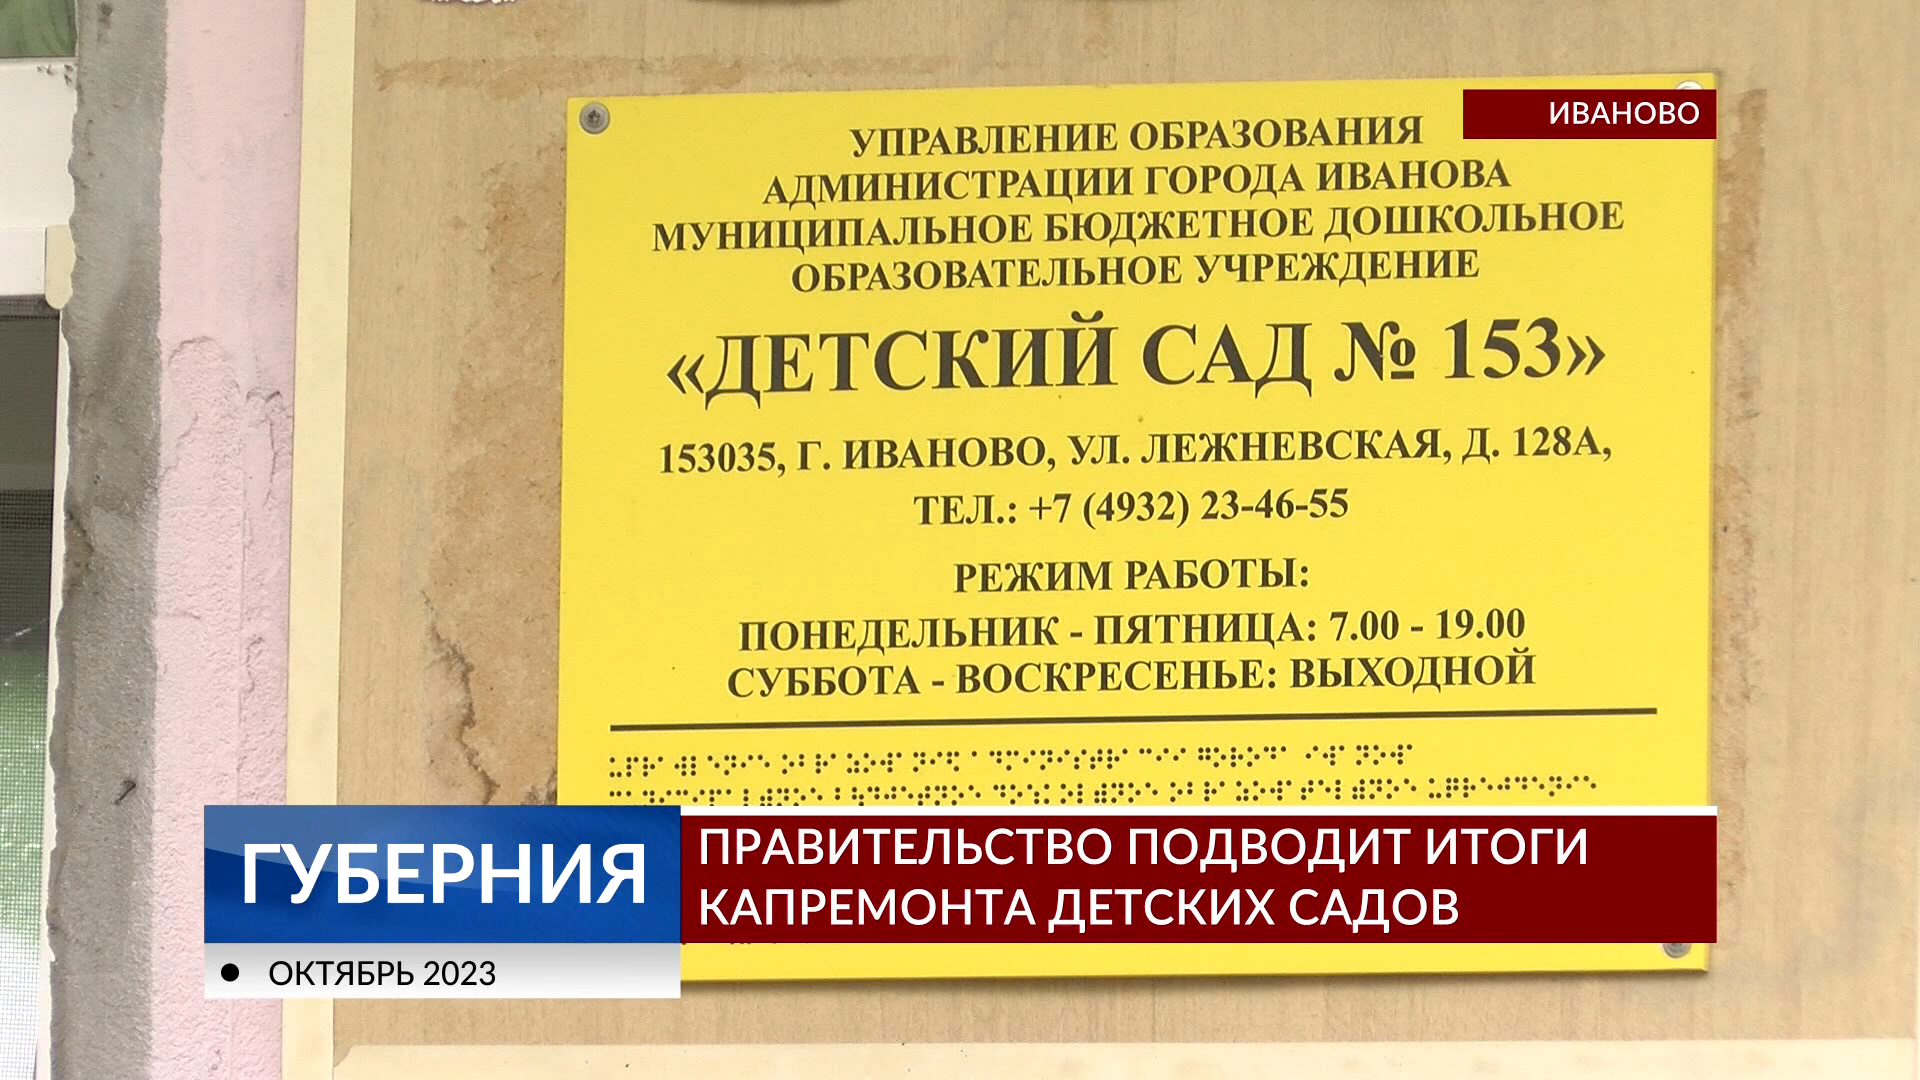 ИВАНОВО
УПРАВЛЕНИЕ ОБРАЗОВАНИЯ
АДМИНИСТРАЦИИ ГОРОДА ИВАНОВА
МУНИЦИПАЛЬНОЕ БЮДЖЕТНОЕ ДОШКОЛЬНОЕ
ОБРАЗОВАТЕЛЬНОЕ УЧРЕЖДЕНИЕ
«ДЕТСКИЙ САД № 153»
153035, Г. ИВАНОВО, УЛ. ЛЕЖНЕВСКАЯ, Д. 128А,
ТЕЛ.: +7 (4932) 23-46-55
РЕЖИМ РАБОТЫ:
ПОНЕДЕЛЬНИК - ПЯТНИЦА: 7.00 - 19.00
СУББОТА - ВОСКРЕСЕНЬЕ: ВЫХОДНОЙ
ГУБЕРНИЯ
ПРАВИТЕЛЬСТВО ПОДВОДИТ ИТОГИ
КАПРЕМОНТА ДЕТСКИХ САДОВ
ОКТЯБРЬ 2023